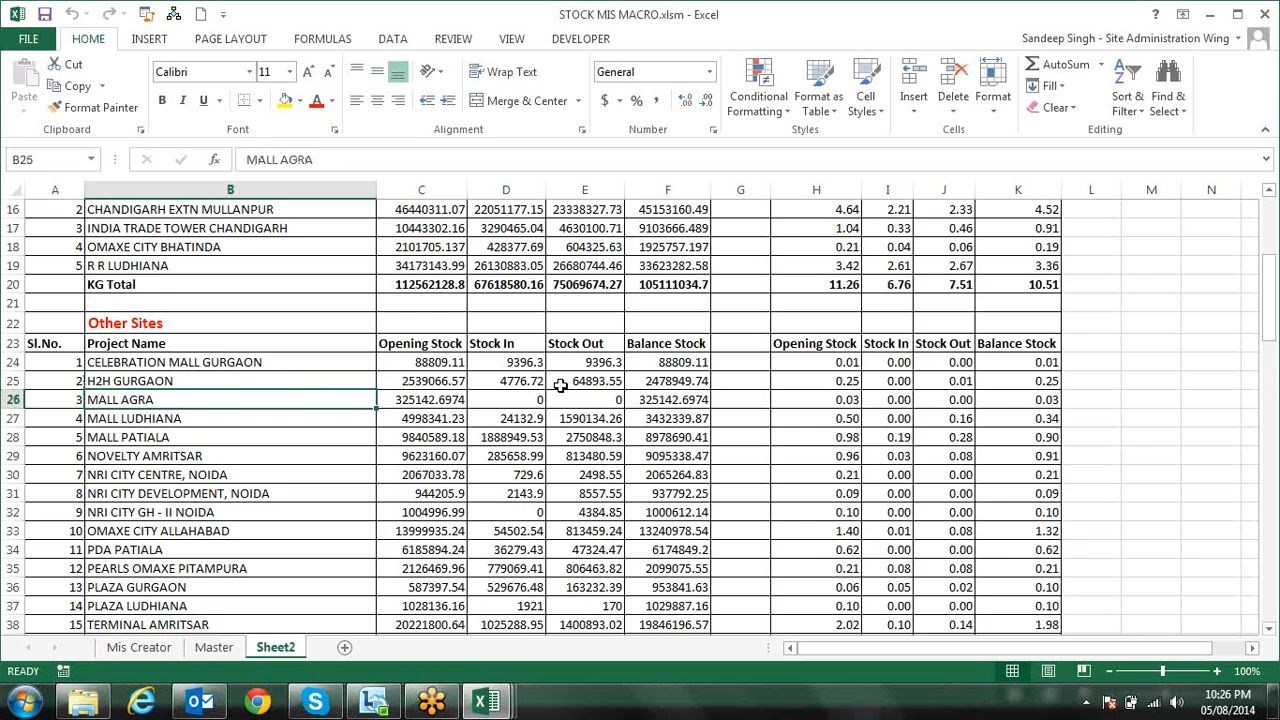 STOCK MIS MACRO.xlsm - Excel
FILE HOME INSERT PAGE LAYOUT FORMULAS DATA REVIEW VIEW DEVELOPER Sandeep Singh - Site Administration Wing
Paste Cut Copy Format Painter Clipboard
Calibri 11 B I U A Font
Wrap Text Merge & Center Alignment
General $ % , Number
Conditional Formatting Format as Table Cell Styles Styles
Insert Delete Format Cells
AutoSum Fill Clear Sort & Filter Find & Select Editing
B25 fx MALL AGRA
A B C D E F G H I J K L M N
16 2 CHANDIGARH EXTN MULLANPUR 46440311.07 22051177.15 23338327.73 45153160.49 4.64 2.21 2.33 4.52
17 3 INDIA TRADE TOWER CHANDIGARH 10443302.16 3290465.04 4630100.71 9103666.489 1.04 0.33 0.46 0.91
18 4 OMAXE CITY BHATINDA 2101705.137 428377.69 604325.63 1925757.197 0.21 0.04 0.06 0.19
19 5 R R LUDHIANA 34173143.99 26130883.05 26680744.46 33623282.58 3.42 2.61 2.67 3.36
20 KG Total 112562128.8 67618580.16 75069674.27 105111034.7 11.26 6.76 7.51 10.51
21
22 Other Sites
23 Sl.No. Project Name Opening Stock Stock In Stock Out Balance Stock Opening Stock Stock In Stock Out Balance Stock
24 1 CELEBRATION MALL GURGAON 88809.11 9396.3 9396.3 88809.11 0.01 0.00 0.00 0.01
25 2 H2H GURGAON 2539066.57 4776.72 64893.55 2478949.74 0.25 0.00 0.01 0.25
26 3 MALL AGRA 325142.6974 0 0 325142.6974 0.03 0.00 0.00 0.03
27 4 MALL LUDHIANA 4998341.23 24132.9 1590134.26 3432339.87 0.50 0.00 0.16 0.34
28 5 MALL PATIALA 9840589.18 1888949.53 2750848.3 8978690.41 0.98 0.19 0.28 0.90
29 6 NOVELTY AMRITSAR 9623160.07 285658.99 813480.59 9095338.47 0.96 0.03 0.08 0.91
30 7 NRI CITY CENTRE, NOIDA 2067033.78 729.6 2498.55 2065264.83 0.21 0.00 0.00 0.21
31 8 NRI CITY DEVELOPMENT, NOIDA 944205.9 2143.9 8557.55 937792.25 0.09 0.00 0.00 0.09
32 9 NRI CITY GH - II NOIDA 1004996.99 0 4384.85 1000612.14 0.10 0.00 0.00 0.10
33 10 OMAXE CITY ALLAHABAD 13999935.24 54502.54 813459.24 13240978.54 1.40 0.01 0.08 1.32
34 11 PDA PATIALA 6185894.24 36279.43 47324.47 6174849.2 0.62 0.00 0.00 0.62
35 12 PEARLS OMAXE PITAMPURA 2126469.96 779069.41 806463.82 2099075.55 0.21 0.08 0.08 0.21
36 13 PLAZA GURGAON 587397.54 529676.48 163232.39 953841.63 0.06 0.05 0.02 0.10
37 14 PLAZA LUDHIANA 1028136.16 1921 170 1029887.16 0.10 0.00 0.00 0.10
38 15 TERMINAL AMRITSAR 20221800.64 1025288.95 1400893.02 19846196.57 2.02 0.10 0.14 1.98
Mis Creator Master Sheet2
READY 100%
10:26 PM
05/08/2014